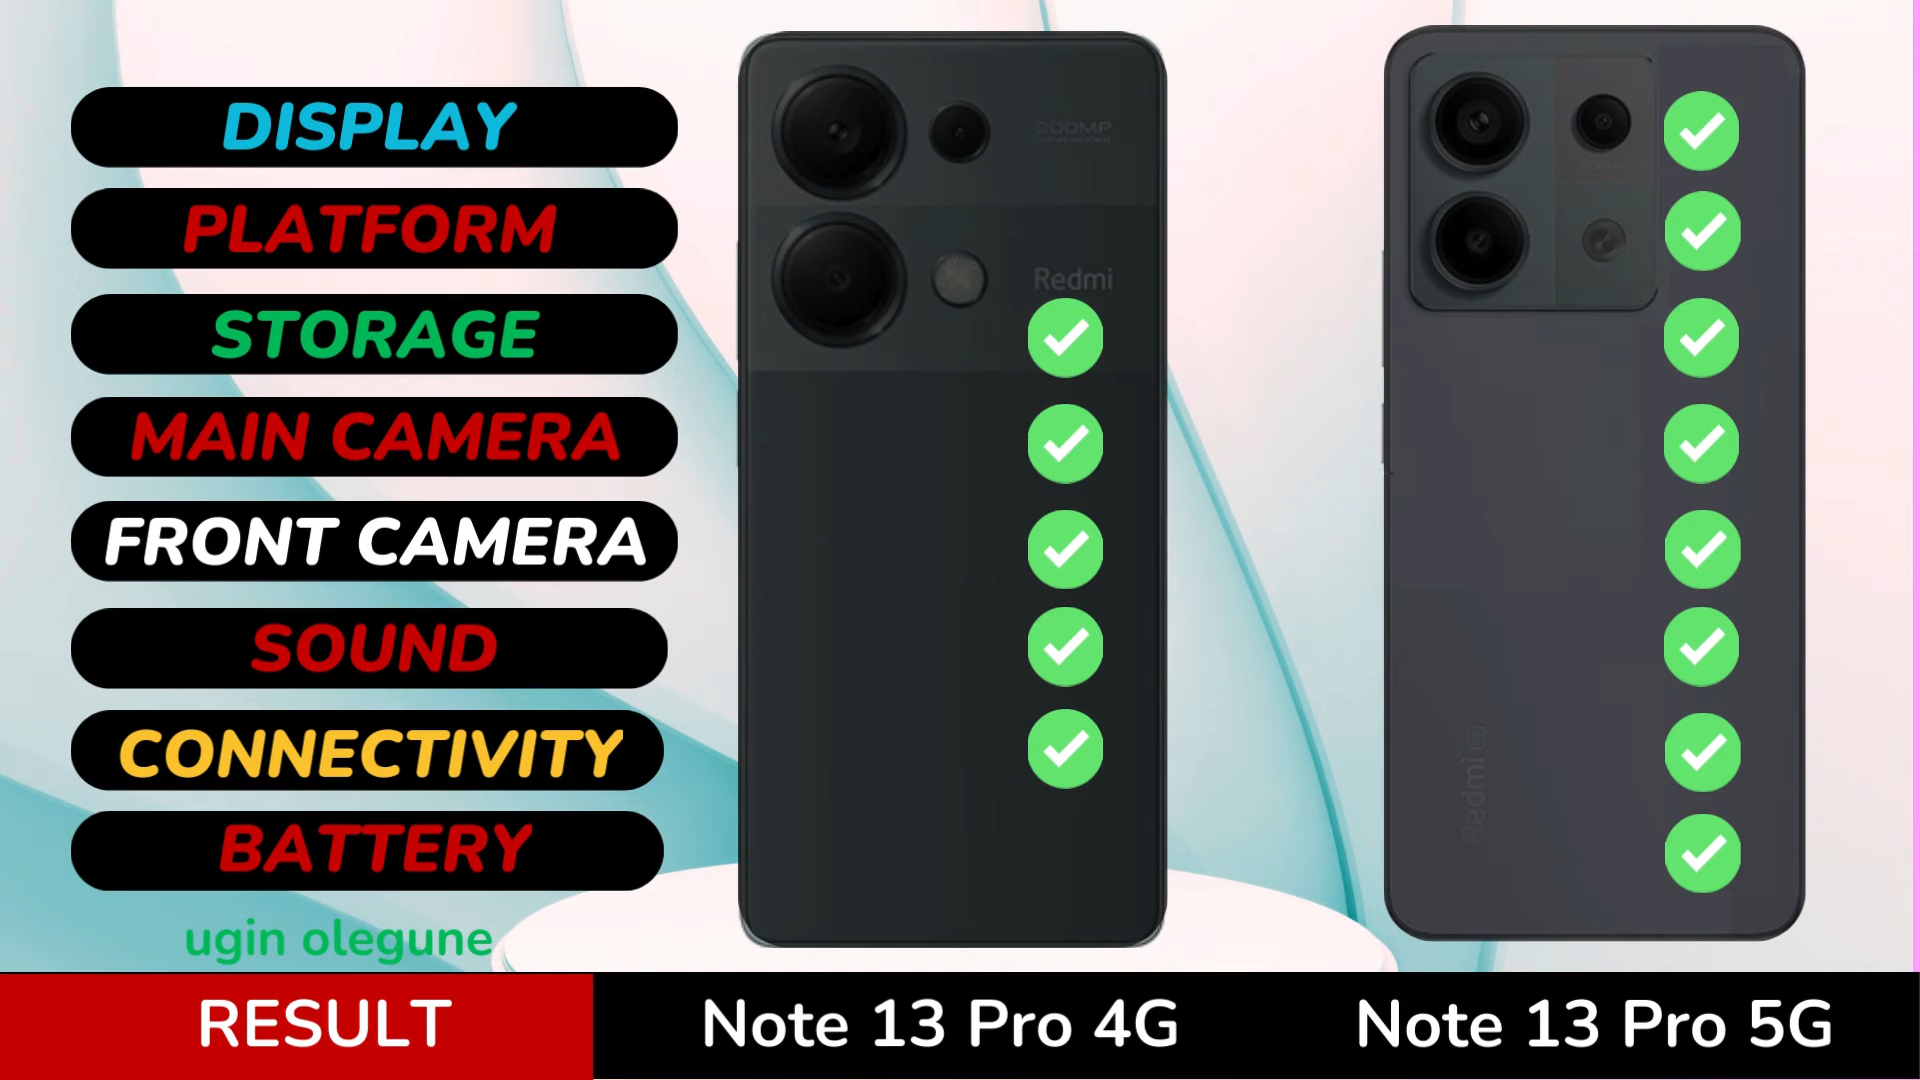 DISPLAY
PLATFORM
STORAGE
MAIN CAMERA
FRONT CAMERA
SOUND
CONNECTIVITY
BATTERY
ugin olegune
200MP
Redmi
Redmi 5G
RESULT
Note 13 Pro 4G
Note 13 Pro 5G